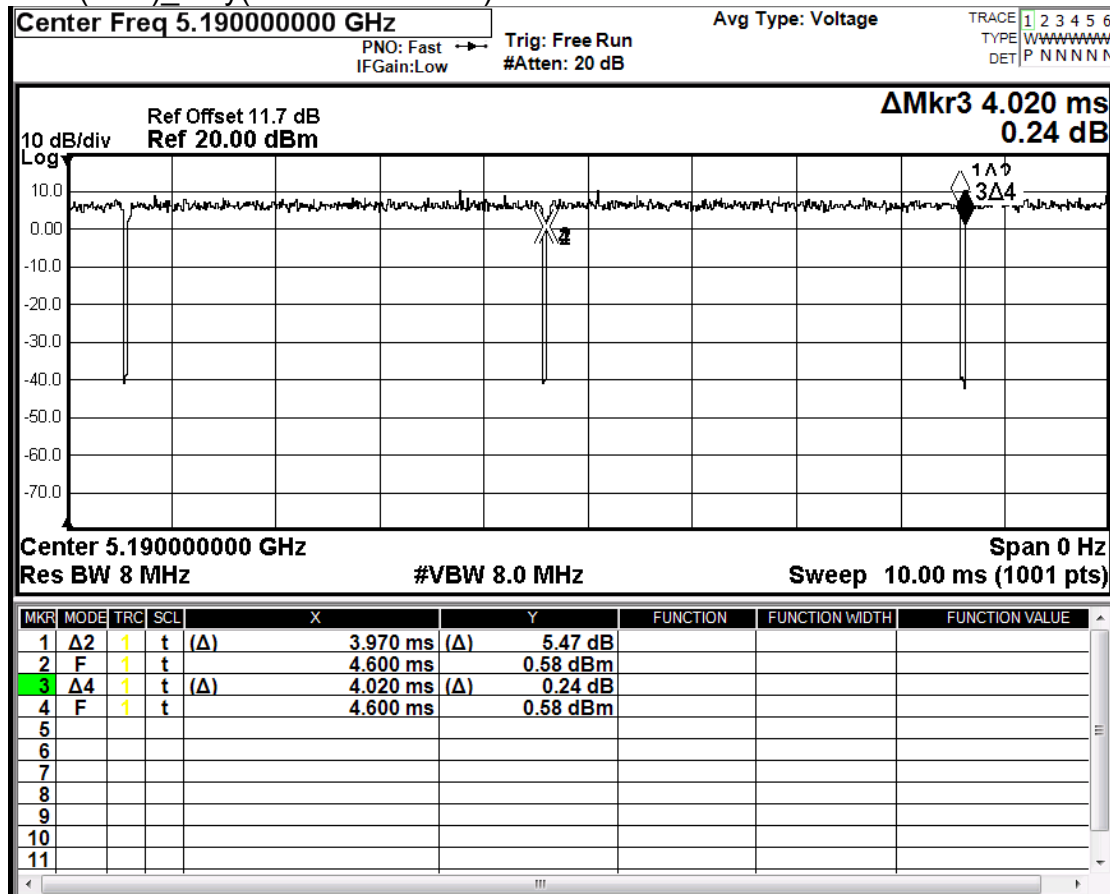 Center Freq 5.190000000 GHz
PNO: Fast
IFGain:Low
Trig: Free Run
#Atten: 20 dB
Avg Type: Voltage
TRACE 1 2 3 4 5 6
TYPE WWWWWW
DET P N N N N N
10 dB/div
Log
Ref Offset 11.7 dB
Ref 20.00 dBm
ΔMkr3 4.020 ms
0.24 dB
10.0
0.00
-10.0
-20.0
-30.0
-40.0
-50.0
-60.0
-70.0
3Δ4
Center 5.190000000 GHz
Span 0 Hz
Res BW 8 MHz
#VBW 8.0 MHz
Sweep 10.00 ms (1001 pts)
MKR MODE TRC SCL X Y FUNCTION FUNCTION WIDTH FUNCTION VALUE
1 Δ2 1 t (Δ) 3.970 ms (Δ) 5.47 dB
2 F 1 t 4.600 ms 0.58 dBm
3 Δ4 1 t (Δ) 4.020 ms (Δ) 0.24 dB
4 F 1 t 4.600 ms 0.58 dBm
5
6
7
8
9
10
11